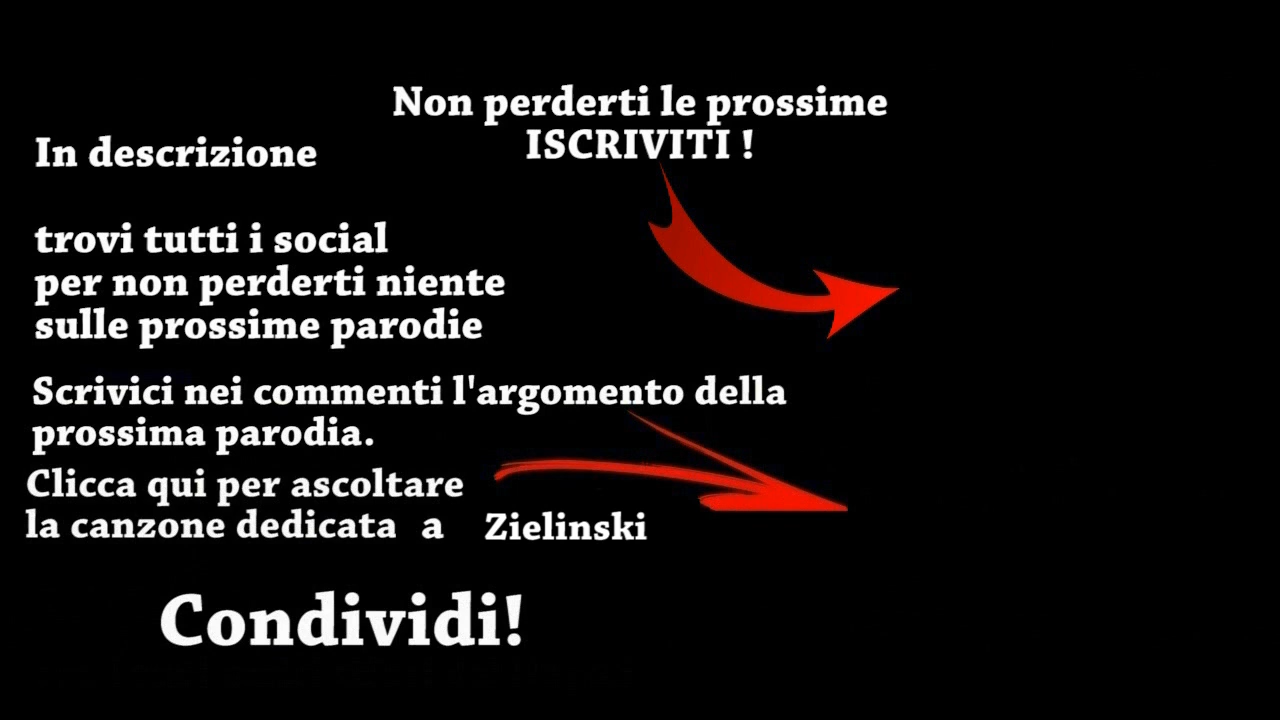 Non perderti le prossime
ISCRIVITI !
In descrizione
trovi tutti i social
per non perderti niente
sulle prossime parodie
Scrivici nei commenti l'argomento della
prossima parodia.
Clicca qui per ascoltare
la canzone dedicata a Zielinski
Condividi!